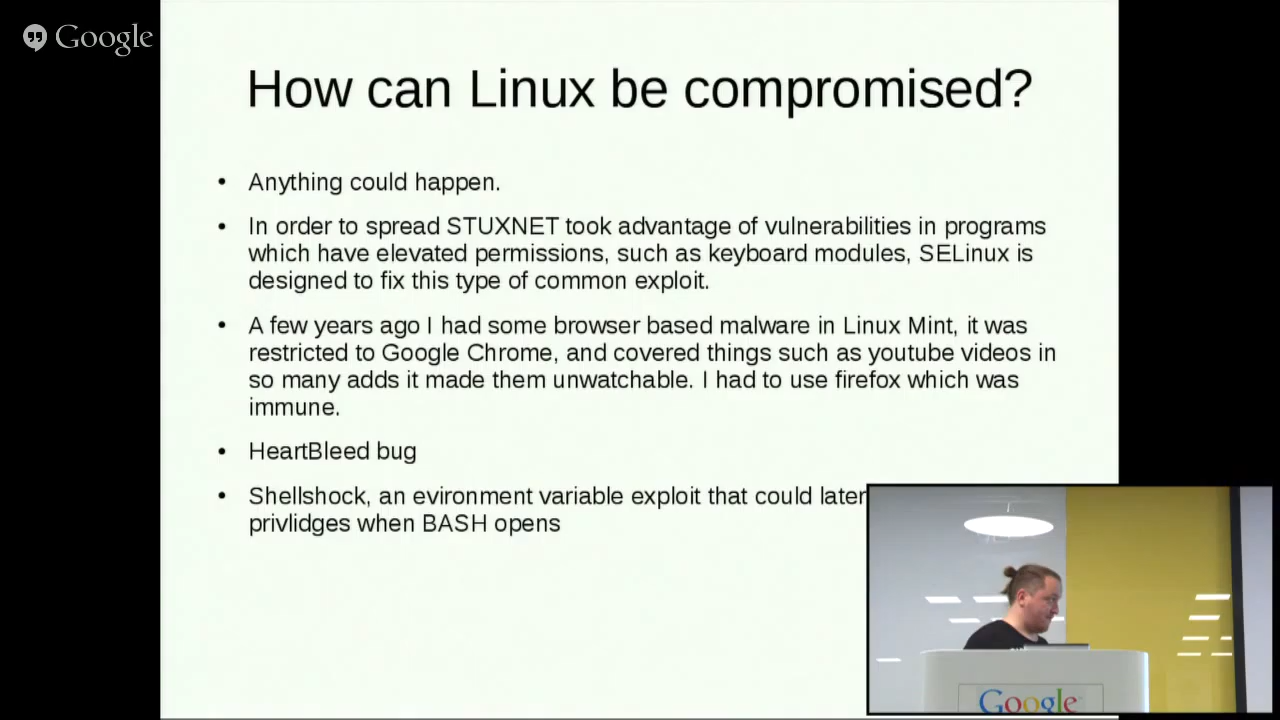 Google
How can Linux be compromised?
• Anything could happen.
• In order to spread STUXNET took advantage of vulnerabilities in programs
which have elevated permissions, such as keyboard modules, SELinux is
designed to fix this type of common exploit.
• A few years ago I had some browser based malware in Linux Mint, it was
restricted to Google Chrome, and covered things such as youtube videos in
so many adds it made them unwatchable. I had to use firefox which was
immune.
• HeartBleed bug
• Shellshock, an evironment variable exploit that could later
privlidges when BASH opens
Google